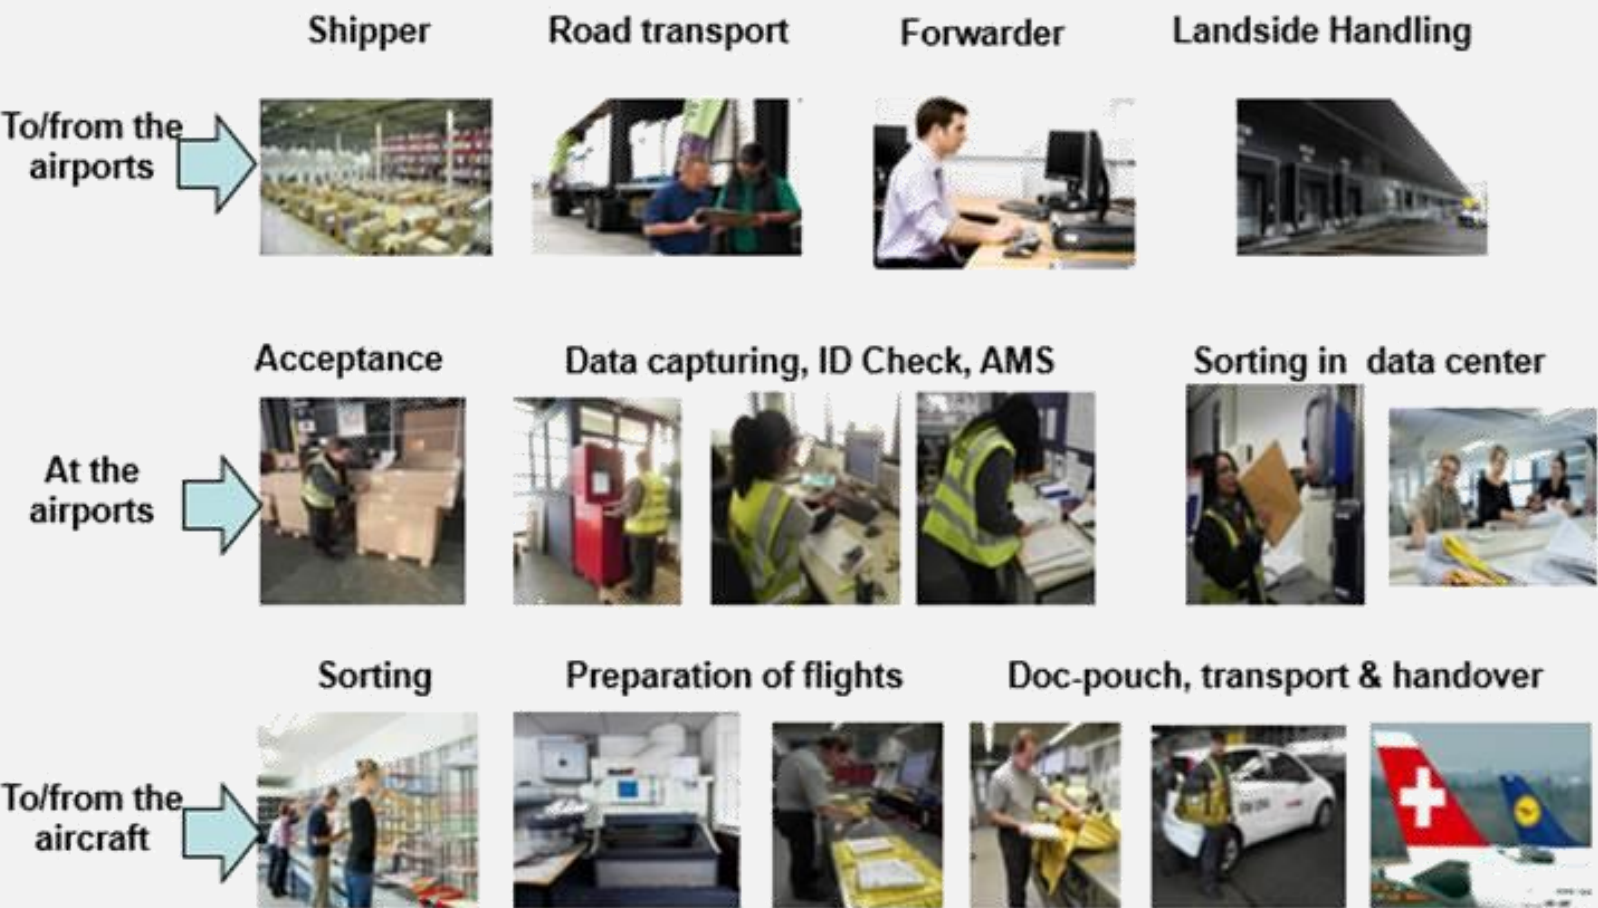 Shipper
Road transport
Forwarder
Landside Handling
To/from the
airports
Acceptance
Data capturing, ID Check, AMS
Sorting in data center
At the
airports
Sorting
Preparation of flights
Doc-pouch, transport & handover
To/from the
aircraft